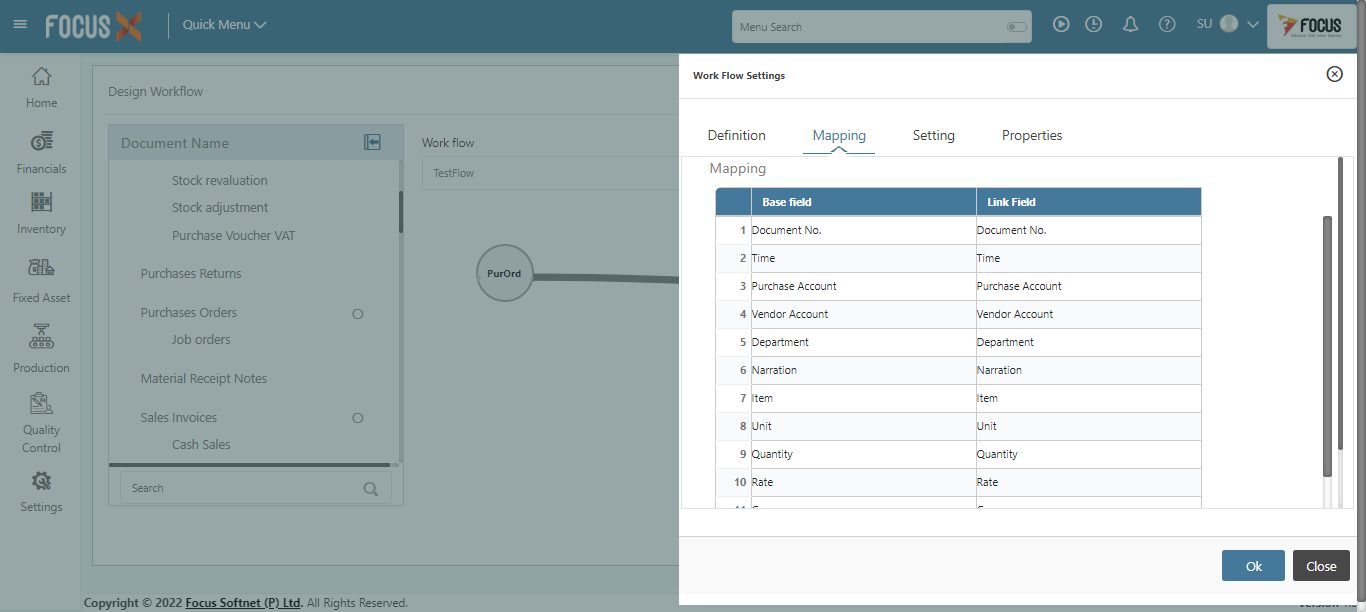 FOCUS X
Quick Menu
Menu Search
SU
FOCUS
Home
Financials
Inventory
Fixed Asset
Production
Quality
Control
Settings
Design Workflow
Document Name
Stock revaluation
Stock adjustment
Purchase Voucher VAT
Purchases Returns
Purchases Orders
Job orders
Material Receipt Notes
Sales Invoices
Cash Sales
Search
Work flow
TestFlow
PurOrd
Work Flow Settings
Definition Mapping Setting Properties
Mapping
Base field Link Field
1 Document No. Document No.
2 Time Time
3 Purchase Account Purchase Account
4 Vendor Account Vendor Account
5 Department Department
6 Narration Narration
7 Item Item
8 Unit Unit
9 Quantity Quantity
10 Rate Rate
Ok Close
Copyright © 2022 Focus Softnet (P) Ltd. All Rights Reserved.